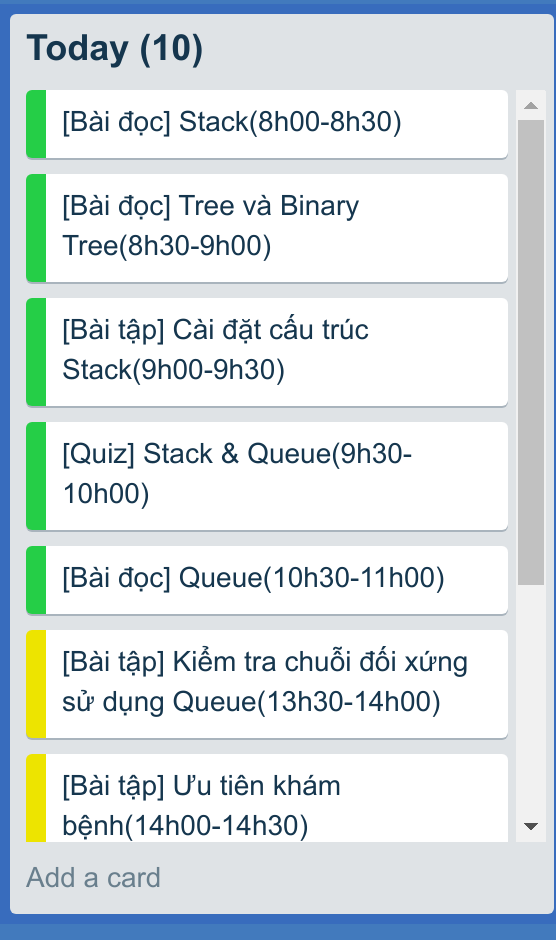 Today (10)
[Bài đọc] Stack(8h00-8h30)
[Bài đọc] Tree và Binary
Tree(8h30-9h00)
[Bài tập] Cài đặt cấu trúc
Stack(9h00-9h30)
[Quiz] Stack & Queue(9h30-
10h00)
[Bài đọc] Queue(10h30-11h00)
[Bài tập] Kiểm tra chuỗi đối xứng
sử dụng Queue(13h30-14h00)
[Bài tập] Ưu tiên khám
bệnh(14h00-14h30)
Add a card